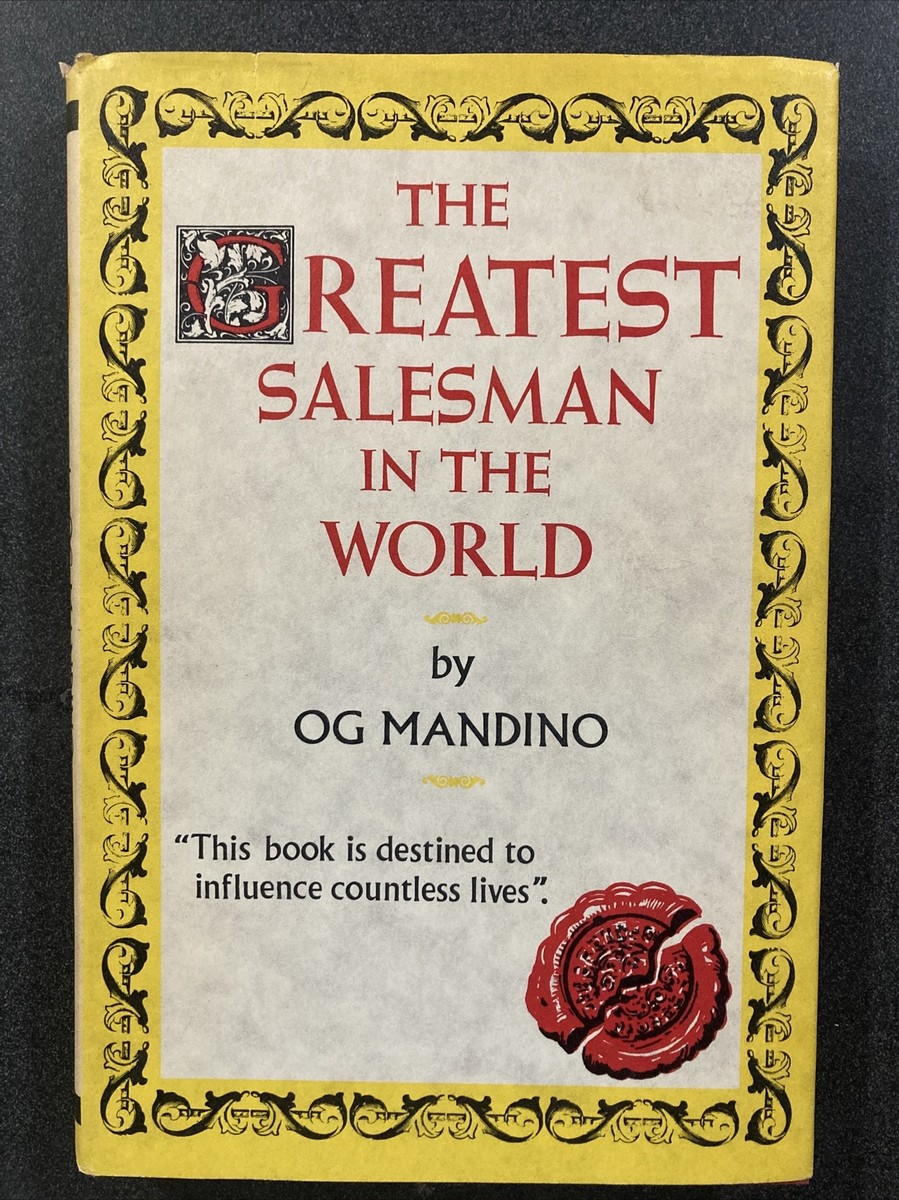 THE
GREATEST
SALESMAN
IN THE
WORLD
by
OG MANDINO
“This book is destined to
influence countless lives”.